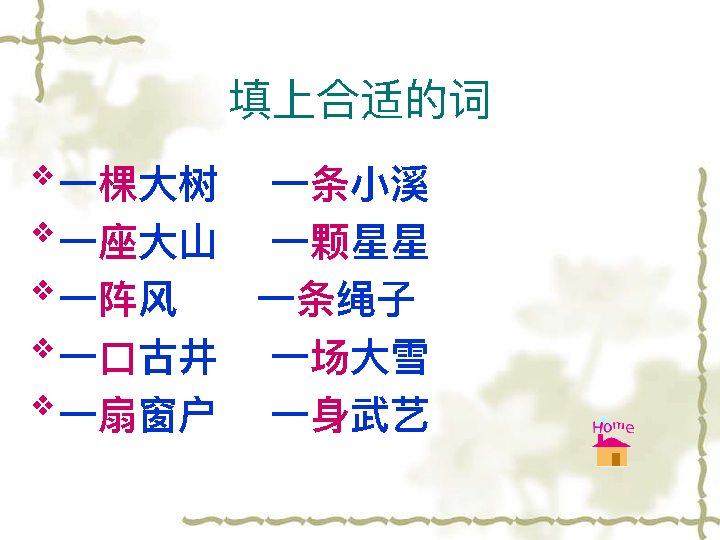 填上合适的词
一棵大树 一条小溪
一座大山 一颗星星
一阵风 一条绳子
一口古井 一场大雪
一扇窗户 一身武艺
Home